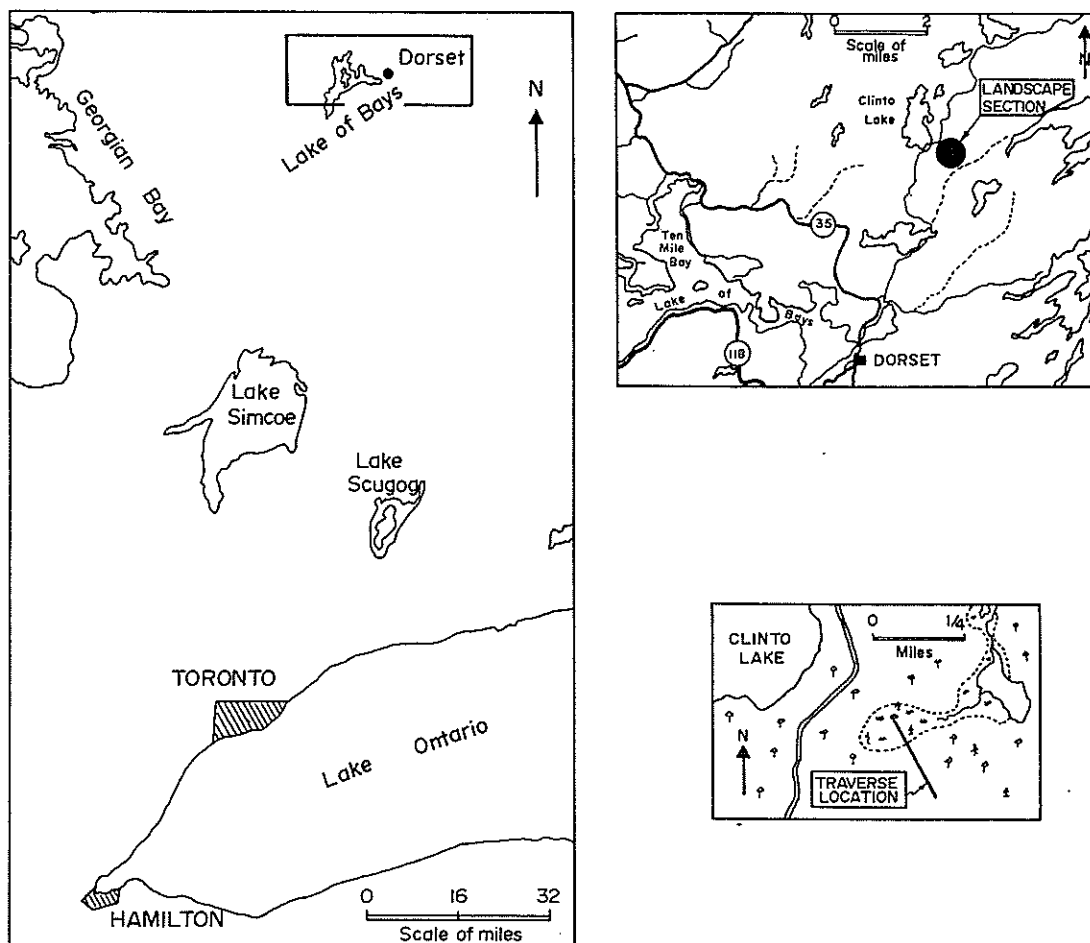 Dorset
Lake of Bays
N
Georgian
Bay
Lake
Simcoe
Lake
Scugog
TORONTO
Lake Ontario
HAMILTON
0 16 32
Scale of miles
0 2
Scale of
miles
N
LANDSCAPE
SECTION
Clinto
Lake
35
Ten
Mile
Bay
Lake of Bays
118
DORSET
CLINTO
LAKE
0 1/4
Miles
N
TRAVERSE
LOCATION